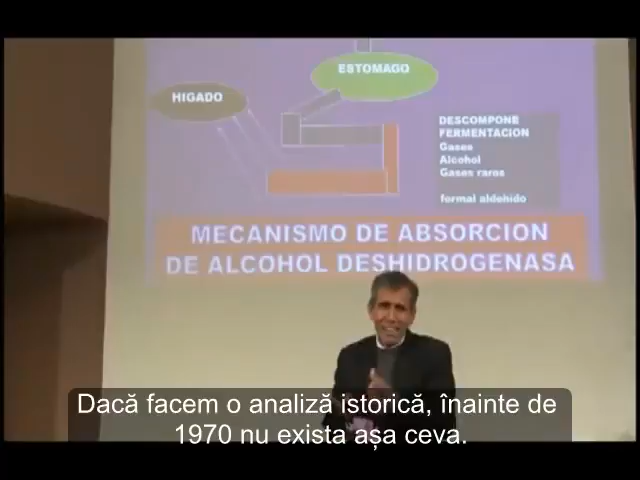 ESTOMAGO
HIGADO
DESCOMPONE
FERMENTACION
Gases
Alcohol
Gases raros
formal aldehido
MECANISMO DE ABSORCION
DE ALCOHOL DESHIDROGENASA
Dacă facem o analiză istorică, înainte de
1970 nu exista așa ceva.